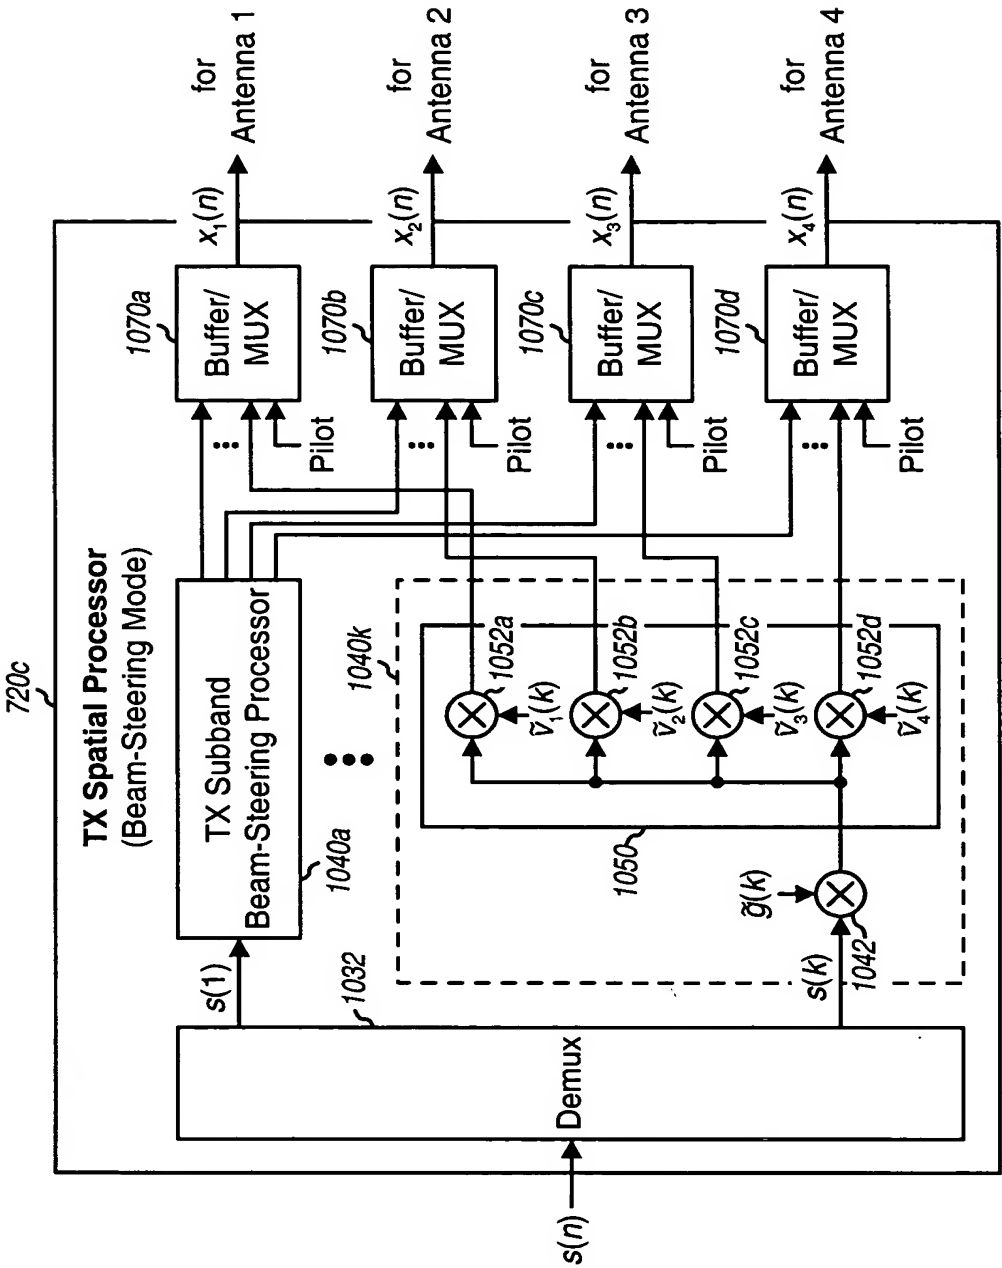 720c
TX Spatial Processor
(Beam-Steering Mode)
s(n)
Demux
1032
s(1)
TX Subband
Beam-Steering Processor
1040a
s(k)
1042
g̃(k)
1040k
1050
1052a
ṽ₁(k)
1052b
ṽ₂(k)
1052c
ṽ₃(k)
1052d
ṽ₄(k)
1070a
Buffer/
MUX
Pilot
x₁(n)
for
Antenna 1
1070b
Buffer/
MUX
Pilot
x₂(n)
for
Antenna 2
1070c
Buffer/
MUX
Pilot
x₃(n)
for
Antenna 3
1070d
Buffer/
MUX
Pilot
x₄(n)
for
Antenna 4